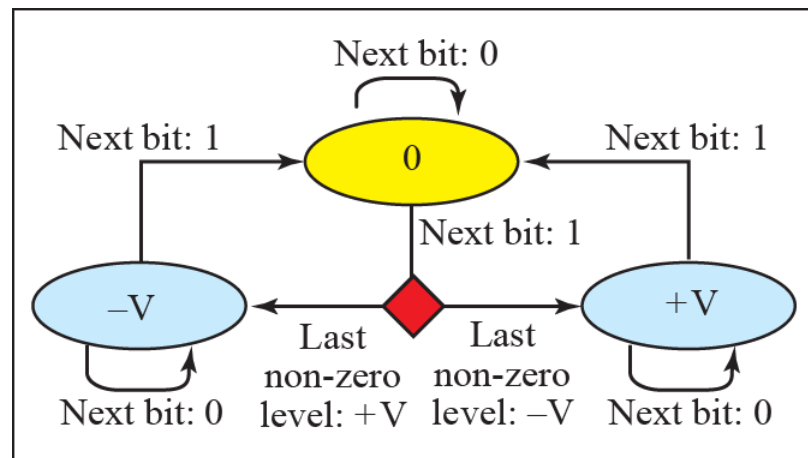 Next bit: 0
Next bit: 1
0
Next bit: 1
Next bit: 1
–V
+V
Last
non-zero
level: +V
Last
non-zero
level: –V
Next bit: 0
Next bit: 0